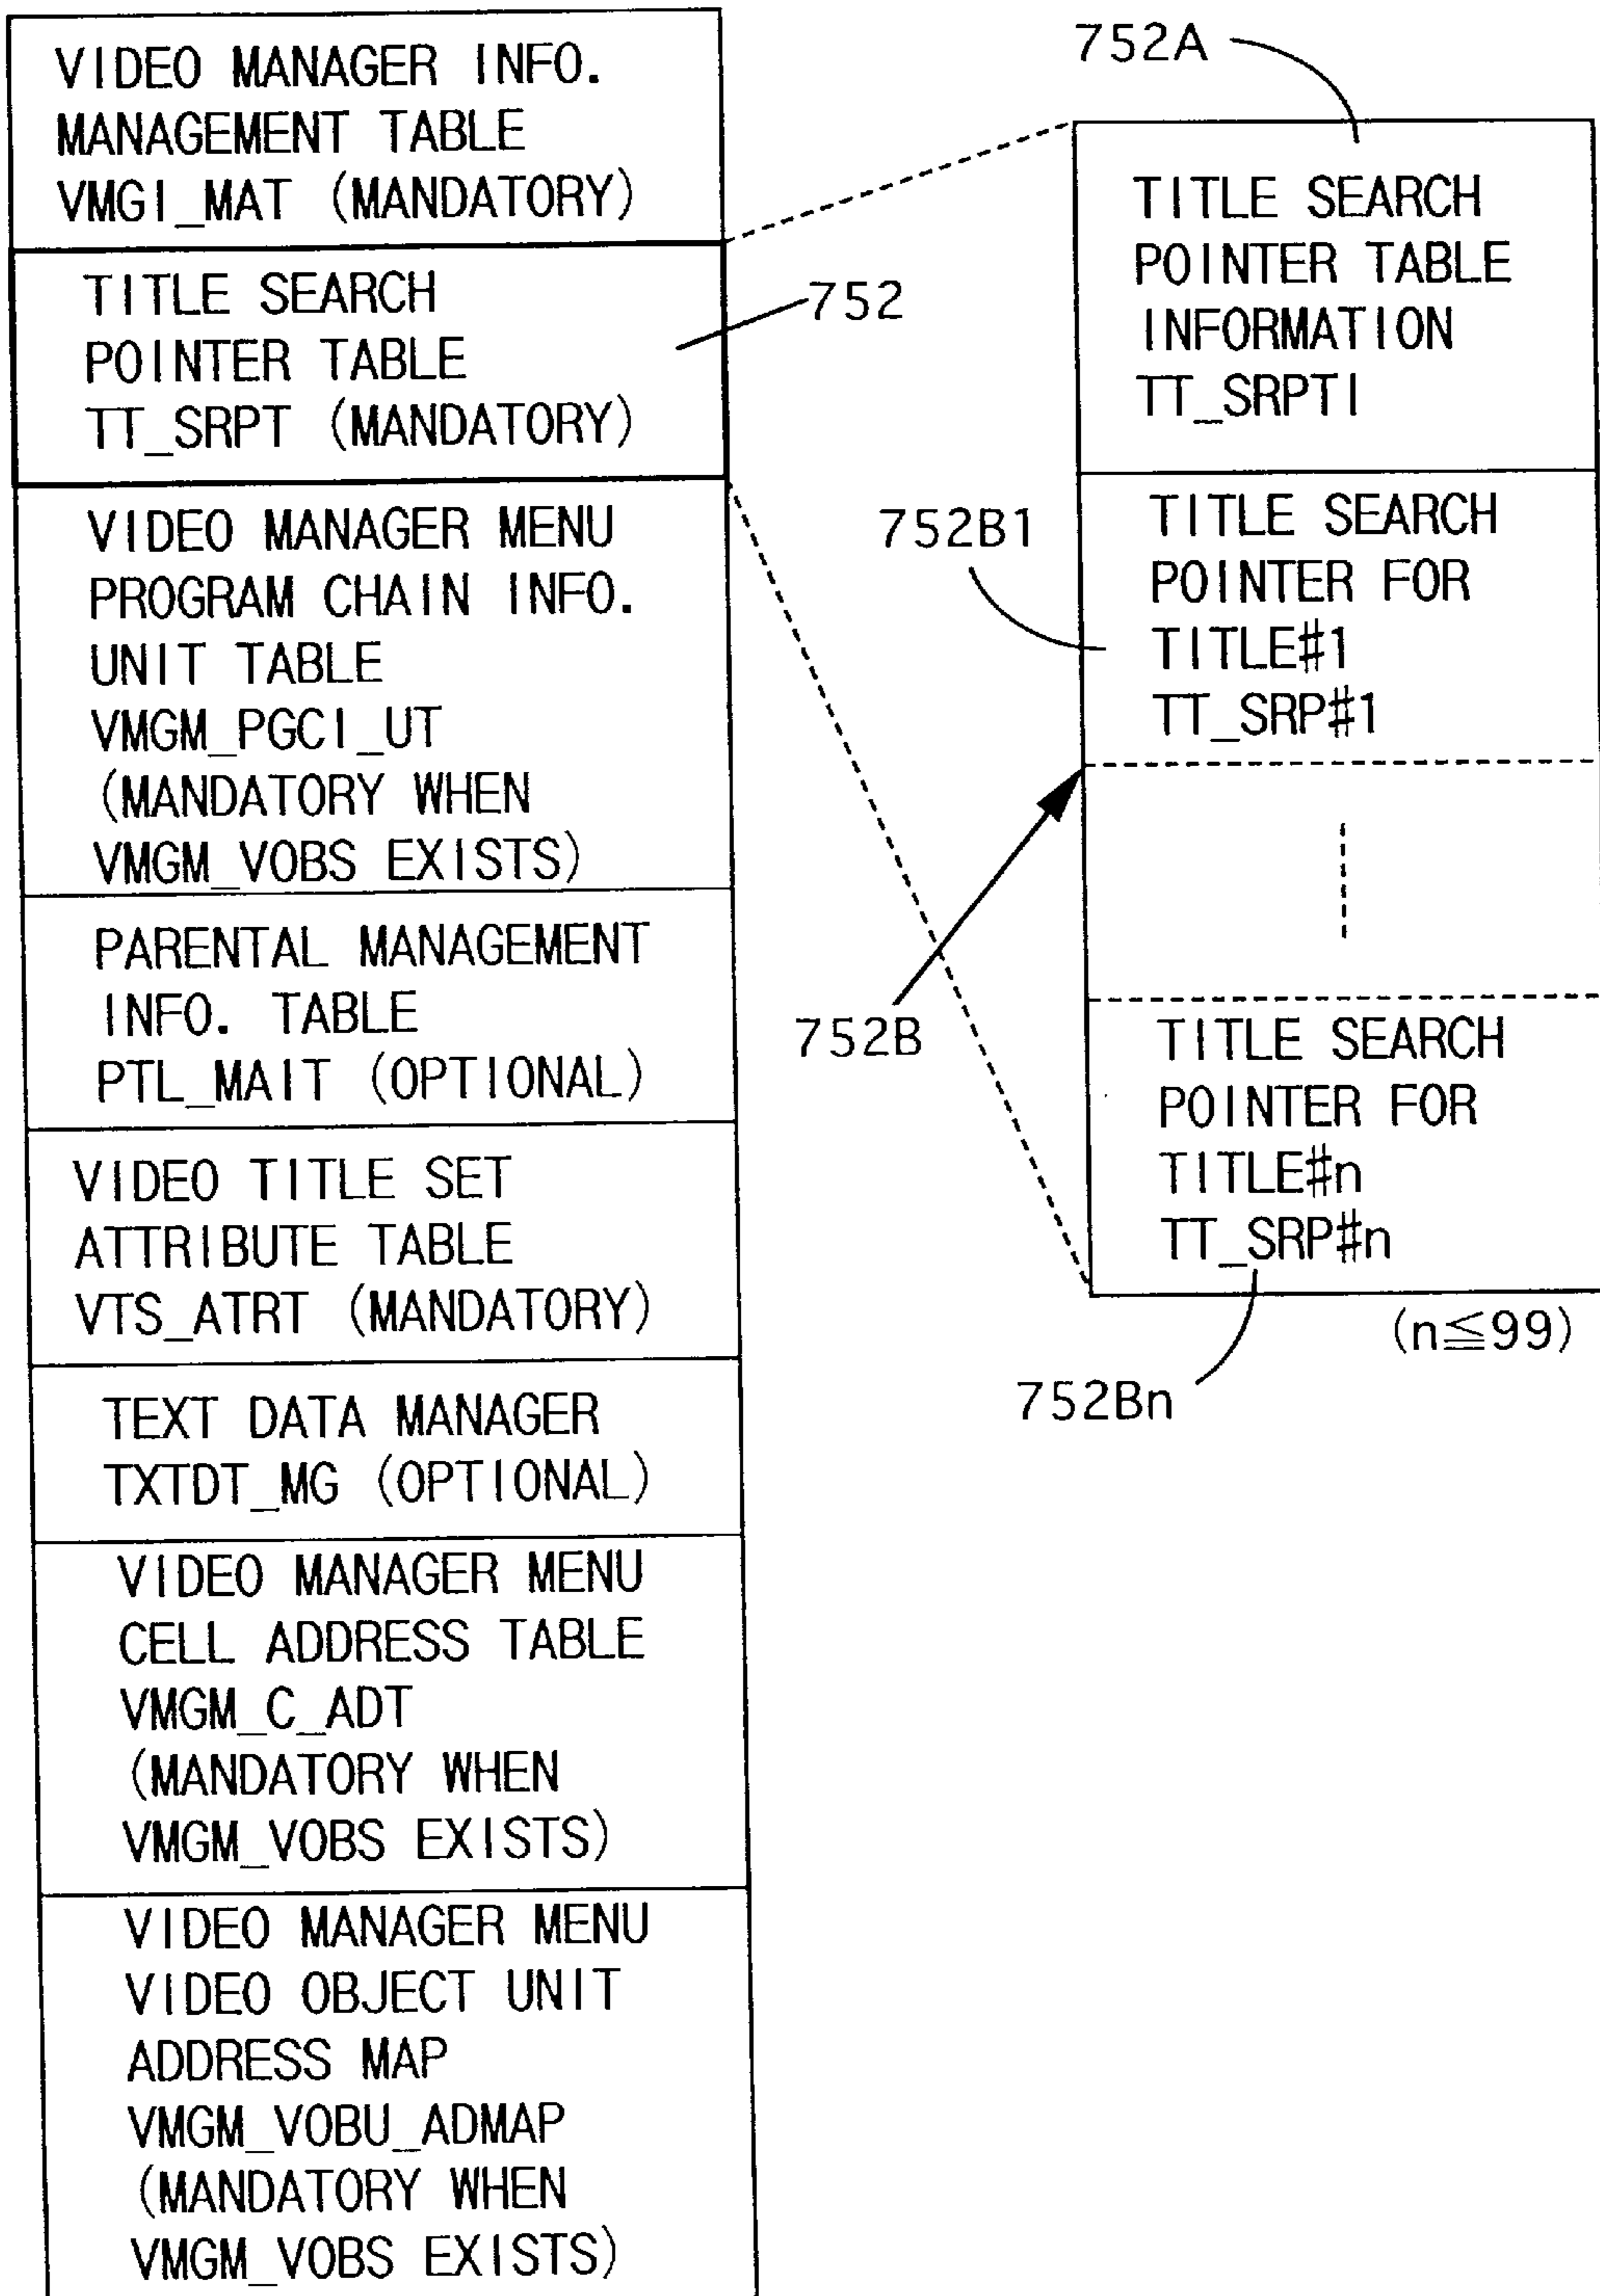 VIDEO MANAGER INFO.
MANAGEMENT TABLE
VMGI_MAT (MANDATORY)
TITLE SEARCH
POINTER TABLE
TT_SRPT (MANDATORY)
752
VIDEO MANAGER MENU
PROGRAM CHAIN INFO.
UNIT TABLE
VMGM_PGCI_UT
(MANDATORY WHEN
VMGM_VOBS EXISTS)
PARENTAL MANAGEMENT
INFO. TABLE
PTL_MAIT (OPTIONAL)
VIDEO TITLE SET
ATTRIBUTE TABLE
VTS_ATRT (MANDATORY)
TEXT DATA MANAGER
TXTDT_MG (OPTIONAL)
VIDEO MANAGER MENU
CELL ADDRESS TABLE
VMGM_C_ADT
(MANDATORY WHEN
VMGM_VOBS EXISTS)
VIDEO MANAGER MENU
VIDEO OBJECT UNIT
ADDRESS MAP
VMGM_VOBU_ADMAP
(MANDATORY WHEN
VMGM_VOBS EXISTS)
752A
TITLE SEARCH
POINTER TABLE
INFORMATION
TT_SRPTI
752B1
TITLE SEARCH
POINTER FOR
TITLE#1
TT_SRP#1
752B
TITLE SEARCH
POINTER FOR
TITLE#n
TT_SRP#n
(n≦99)
752Bn